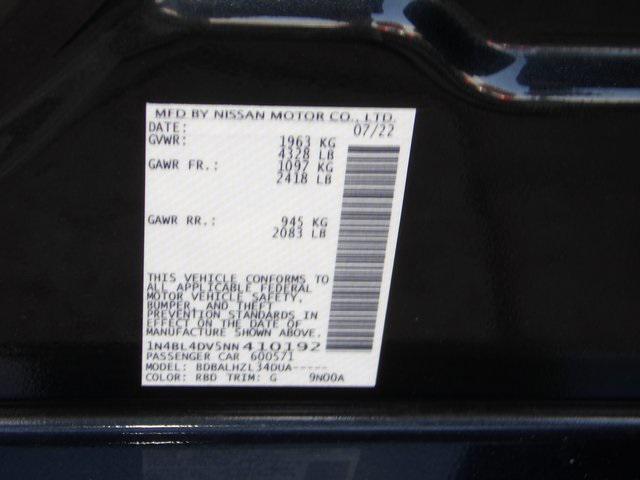 MFD BY NISSAN MOTOR CO., LTD.
DATE: 07/22
GVWR: 1963 KG
4328 LB
GAWR FR.: 1097 KG
2418 LB
GAWR RR.: 945 KG
2083 LB
THIS VEHICLE CONFORMS TO
ALL APPLICABLE FEDERAL
MOTOR VEHICLE SAFETY,
BUMPER, AND THEFT
PREVENTION STANDARDS IN
EFFECT ON THE DATE OF
MANUFACTURE SHOWN ABOVE.
1N4BL4DV5NN410192
PASSENGER CAR 600571
MODEL: BDBALHZL34DUA-----
COLOR: RBD TRIM: G 9N00A